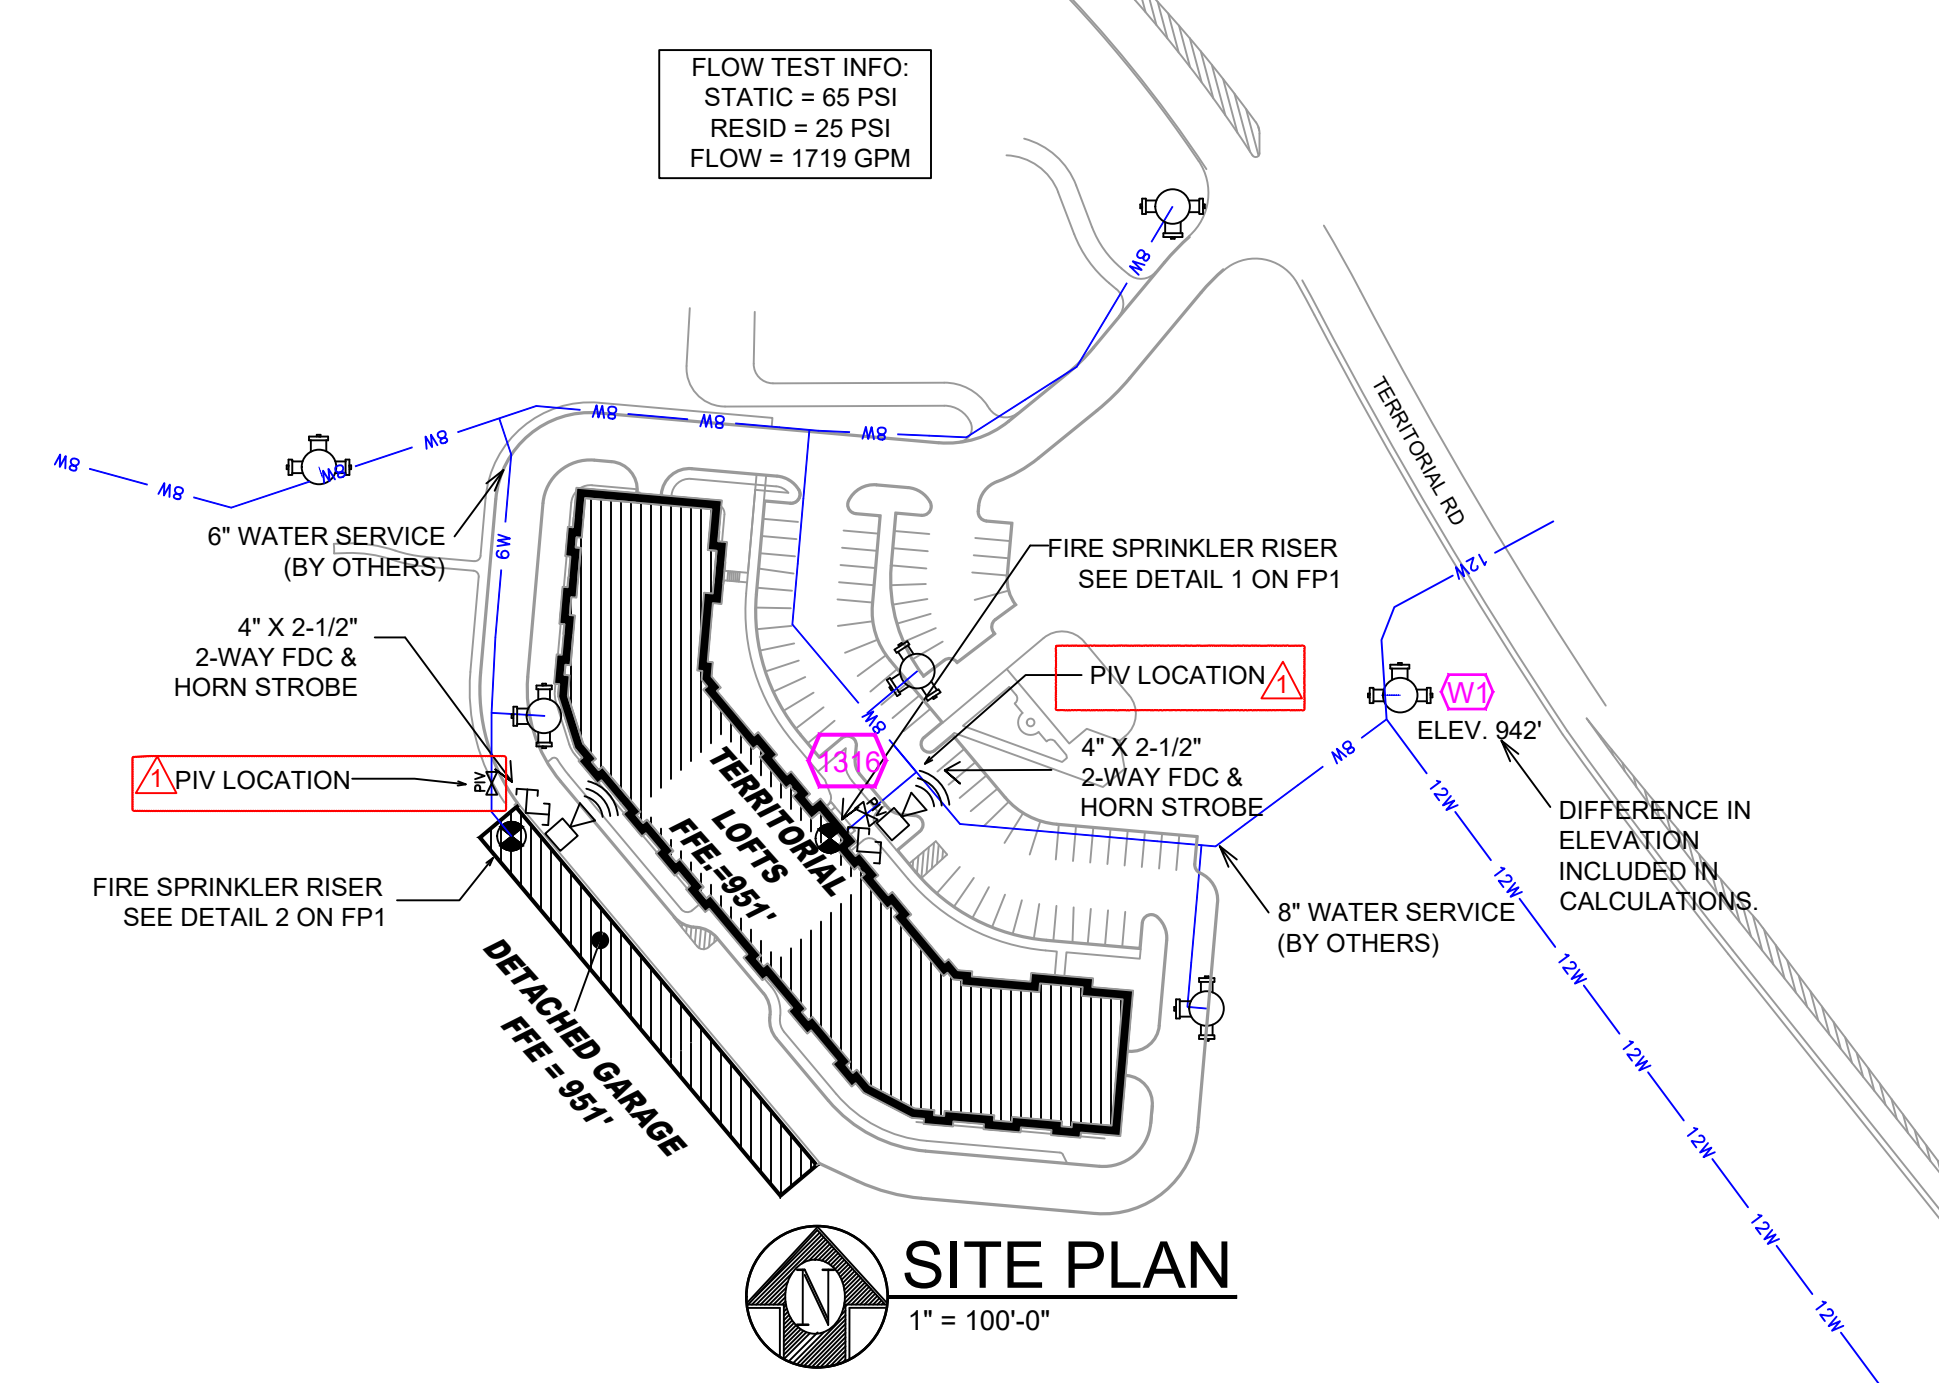 FLOW TEST INFO:
STATIC = 65 PSI
RESID = 25 PSI
FLOW = 1719 GPM
8W
8W
8W
8W
8W
8W
8W
8W
6" WATER SERVICE
(BY OTHERS)
6W
TERRITORIAL RD
12W
FIRE SPRINKLER RISER
SEE DETAIL 1 ON FP1
4" X 2-1/2"
2-WAY FDC &
HORN STROBE
PIV LOCATION
1
W1
ELEV. 942'
8W
8W
1316
1
PIV LOCATION
PIV
PIV
4" X 2-1/2"
2-WAY FDC &
HORN STROBE
TERRITORIAL
LOFTS
FFE.=951'
DIFFERENCE IN
ELEVATION
INCLUDED IN
CALCULATIONS.
FIRE SPRINKLER RISER
SEE DETAIL 2 ON FP1
8" WATER SERVICE
(BY OTHERS)
DETACHED GARAGE
FFE = 951'
12W
12W
12W
12W
12W
12W
12W
N
SITE PLAN
1" = 100'-0"